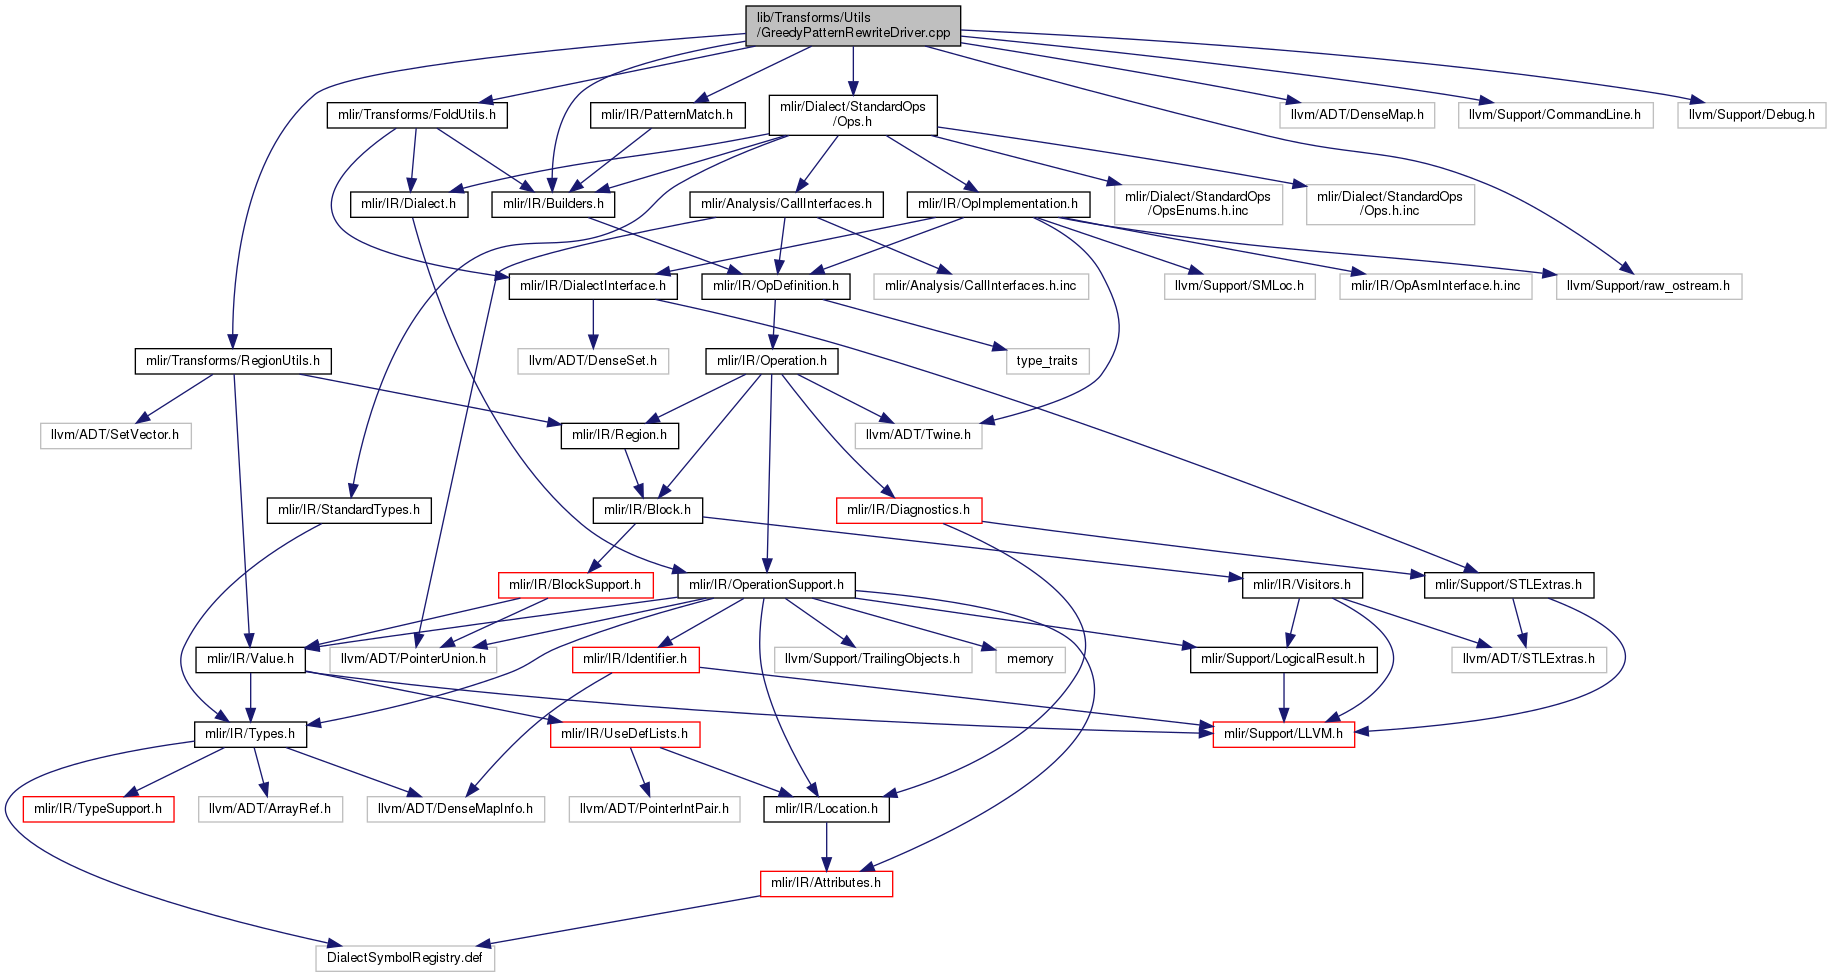 lib/Transforms/Utils
/GreedyPatternRewriteDriver.cpp
mlir/Transforms/FoldUtils.h
mlir/IR/PatternMatch.h
mlir/Dialect/StandardOps
/Ops.h
llvm/ADT/DenseMap.h
llvm/Support/CommandLine.h
llvm/Support/Debug.h
mlir/IR/Dialect.h
mlir/IR/Builders.h
mlir/Analysis/CallInterfaces.h
mlir/IR/OpImplementation.h
mlir/Dialect/StandardOps
/OpsEnums.h.inc
mlir/Dialect/StandardOps
/Ops.h.inc
mlir/IR/DialectInterface.h
mlir/IR/OpDefinition.h
mlir/Analysis/CallInterfaces.h.inc
llvm/Support/SMLoc.h
mlir/IR/OpAsmInterface.h.inc
llvm/Support/raw_ostream.h
mlir/Transforms/RegionUtils.h
llvm/ADT/DenseSet.h
mlir/IR/Operation.h
type_traits
llvm/ADT/SetVector.h
mlir/IR/Region.h
llvm/ADT/Twine.h
mlir/IR/StandardTypes.h
mlir/IR/Block.h
mlir/IR/Diagnostics.h
mlir/IR/BlockSupport.h
mlir/IR/OperationSupport.h
mlir/IR/Visitors.h
mlir/Support/STLExtras.h
mlir/IR/Value.h
llvm/ADT/PointerUnion.h
mlir/IR/Identifier.h
llvm/Support/TrailingObjects.h
memory
mlir/Support/LogicalResult.h
llvm/ADT/STLExtras.h
mlir/IR/Types.h
mlir/IR/UseDefLists.h
mlir/Support/LLVM.h
mlir/IR/TypeSupport.h
llvm/ADT/ArrayRef.h
llvm/ADT/DenseMapInfo.h
llvm/ADT/PointerIntPair.h
mlir/IR/Location.h
mlir/IR/Attributes.h
DialectSymbolRegistry.def